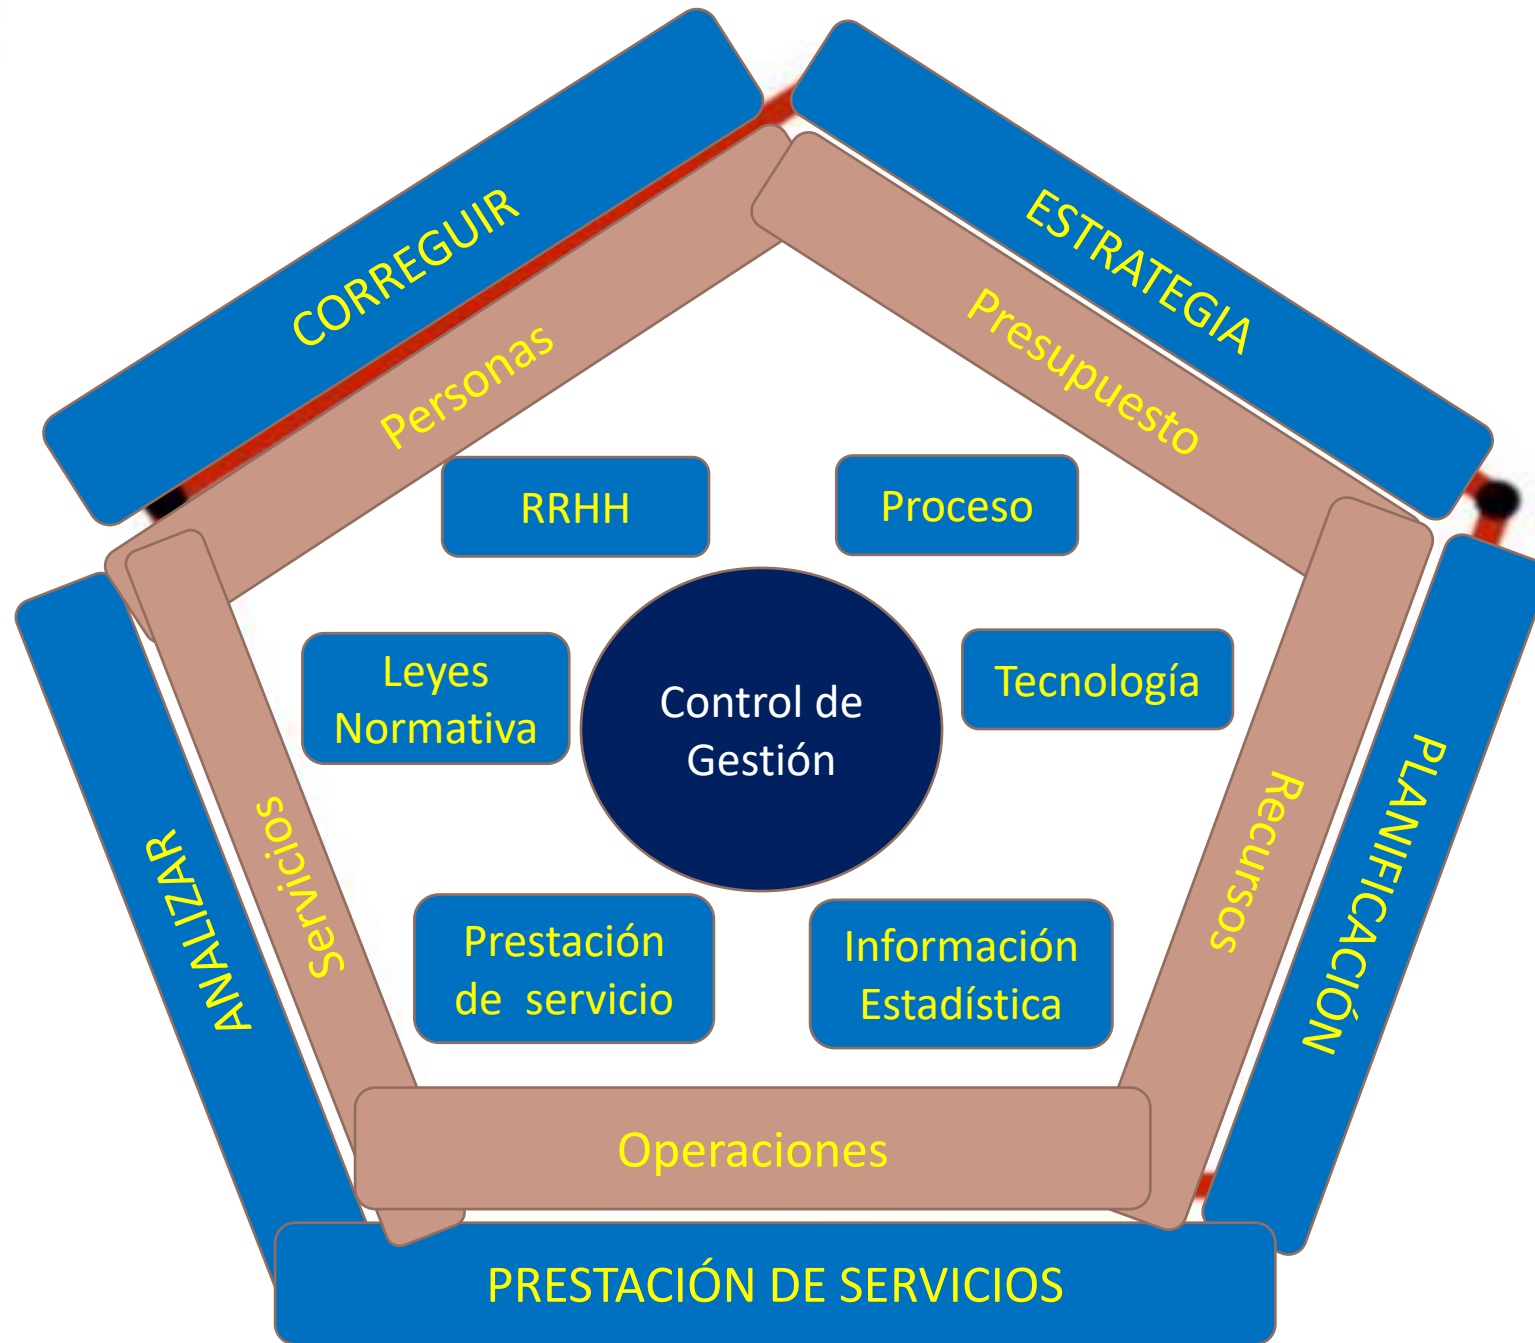 CORREGUIR
ESTRATEGIA
Personas
Presupuesto
RRHH
Proceso
Leyes
Normativa
Control de
Gestión
Tecnología
ANALIZAR
Servicios
Recursos
PLANIFICACIÓN
Prestación
de  servicio
Información
Estadística
Operaciones
PRESTACIÓN DE SERVICIOS